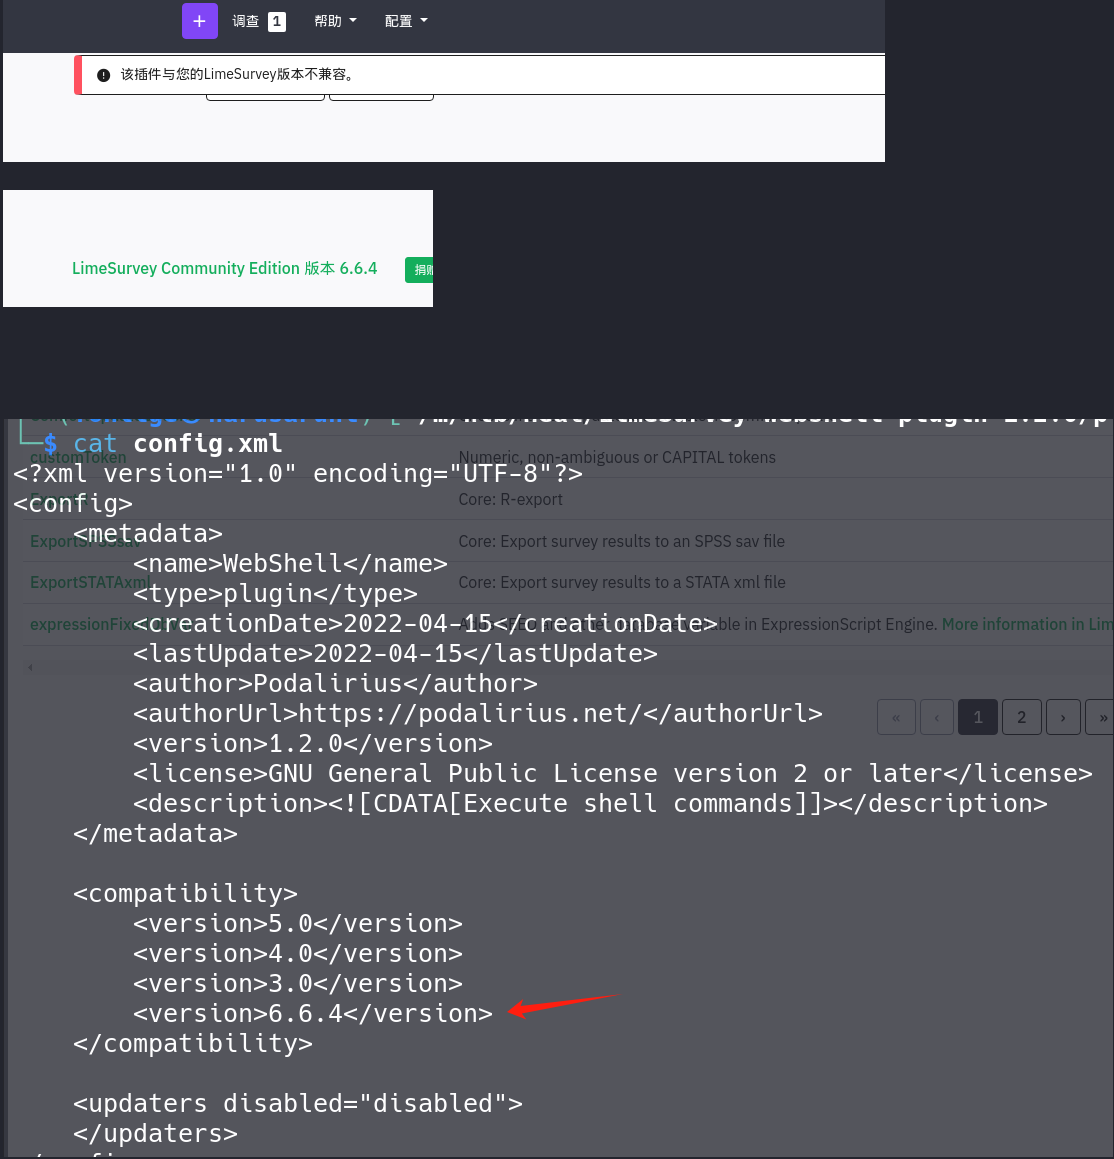 + 调查 1 帮助 配置
该插件与您的LimeSurvey版本不兼容。
LimeSurvey Community Edition 版本 6.6.4
$ cat config.xml
customToken Numeric, non-ambiguous or CAPITAL tokens
<?xml version="1.0" encoding="UTF-8"?>
Core: R-export
<config>
<metadata>
Core: Export survey results to an SPSS sav file
<name>WebShell</name>
ExportSTATAxml Core: Export survey results to a STATA xml file
<type>plugin</type>
<creationDate>2022-04-15</creationDate>
in ExpressionScript Engine. More information in Lim
<lastUpdate>2022-04-15</lastUpdate>
<author>Podalirius</author>
<authorUrl>https://podalirius.net/</authorUrl>
« ‹ 1 2 › »
<version>1.2.0</version>
<license>GNU General Public License version 2 or later</license>
<description><![CDATA[Execute shell commands]]></description>
</metadata>
<compatibility>
<version>5.0</version>
<version>4.0</version>
<version>3.0</version>
<version>6.6.4</version>
</compatibility>
<updaters disabled="disabled">
</updaters>